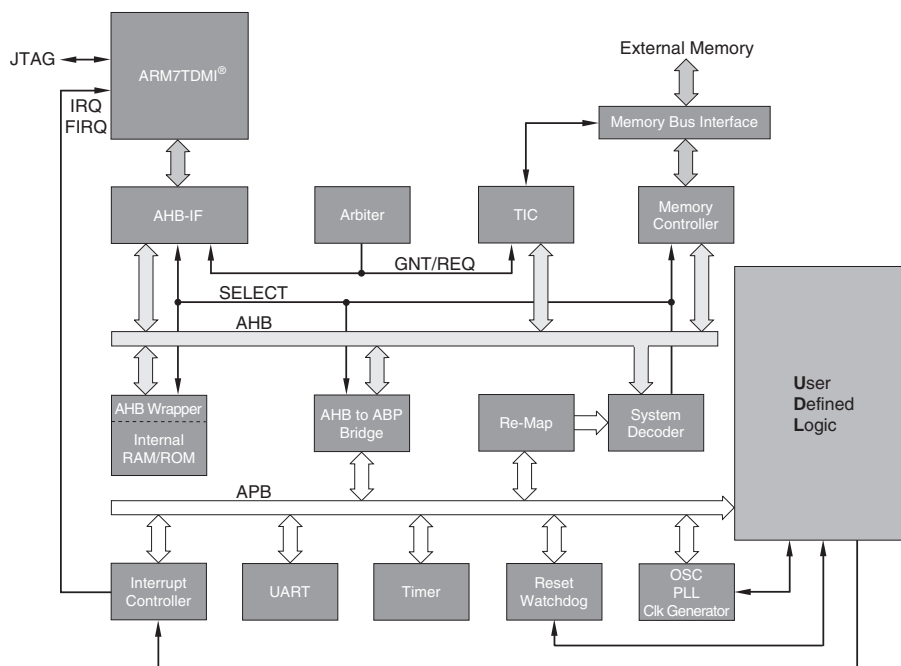 External Memory
JTAG
ARM7TDMI®
IRQ
FIRQ
Memory Bus Interface
AHB-IF
Arbiter
TIC
Memory
Controller
GNT/REQ
SELECT
AHB
AHB Wrapper
Internal
RAM/ROM
AHB to ABP
Bridge
Re-Map
System
Decoder
User
Defined
Logic
APB
Interrupt
Controller
UART
Timer
Reset
Watchdog
OSC
PLL
Clk Generator